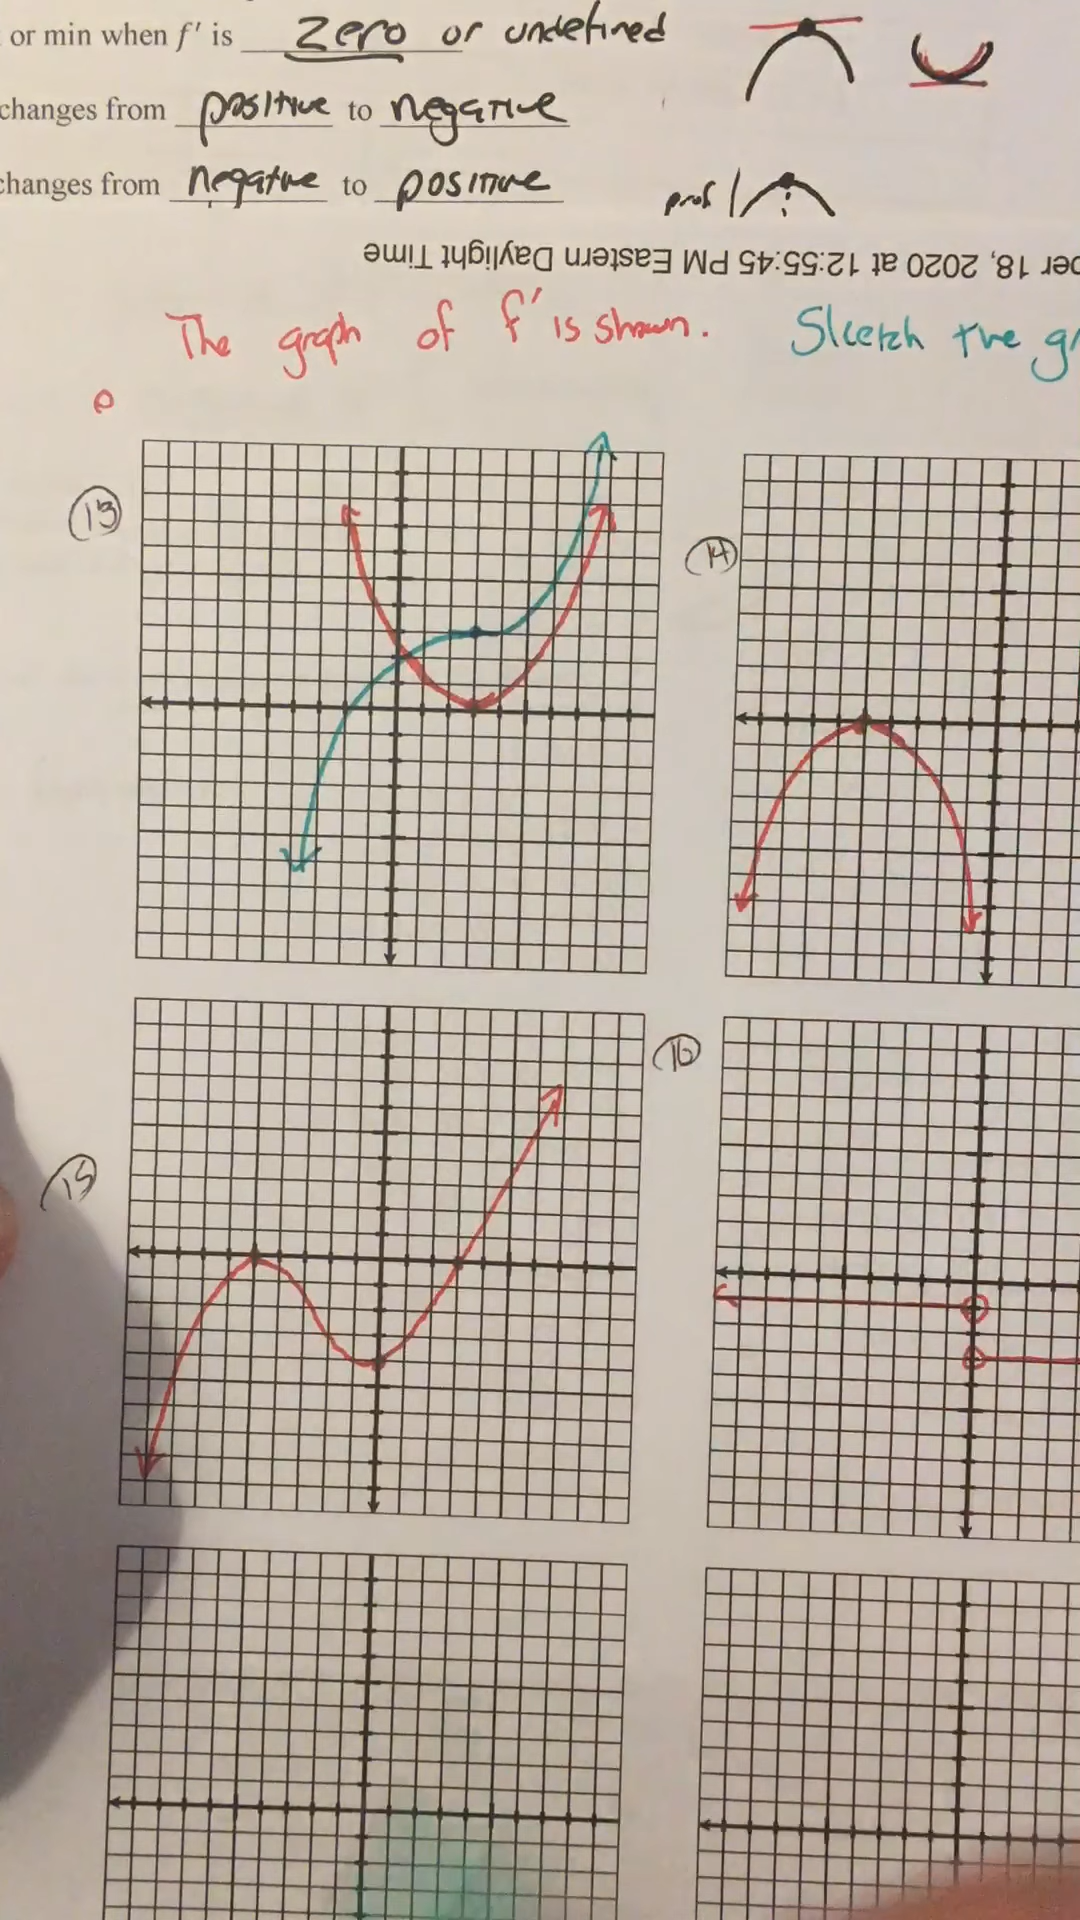 or min when f' is zero or undefined
changes from positive to negative
changes from negative to positive
18, 2020 at 12:55:45 PM Eastern Daylight Time
The graph of f' is shown. Sketch the
13
14
15
16